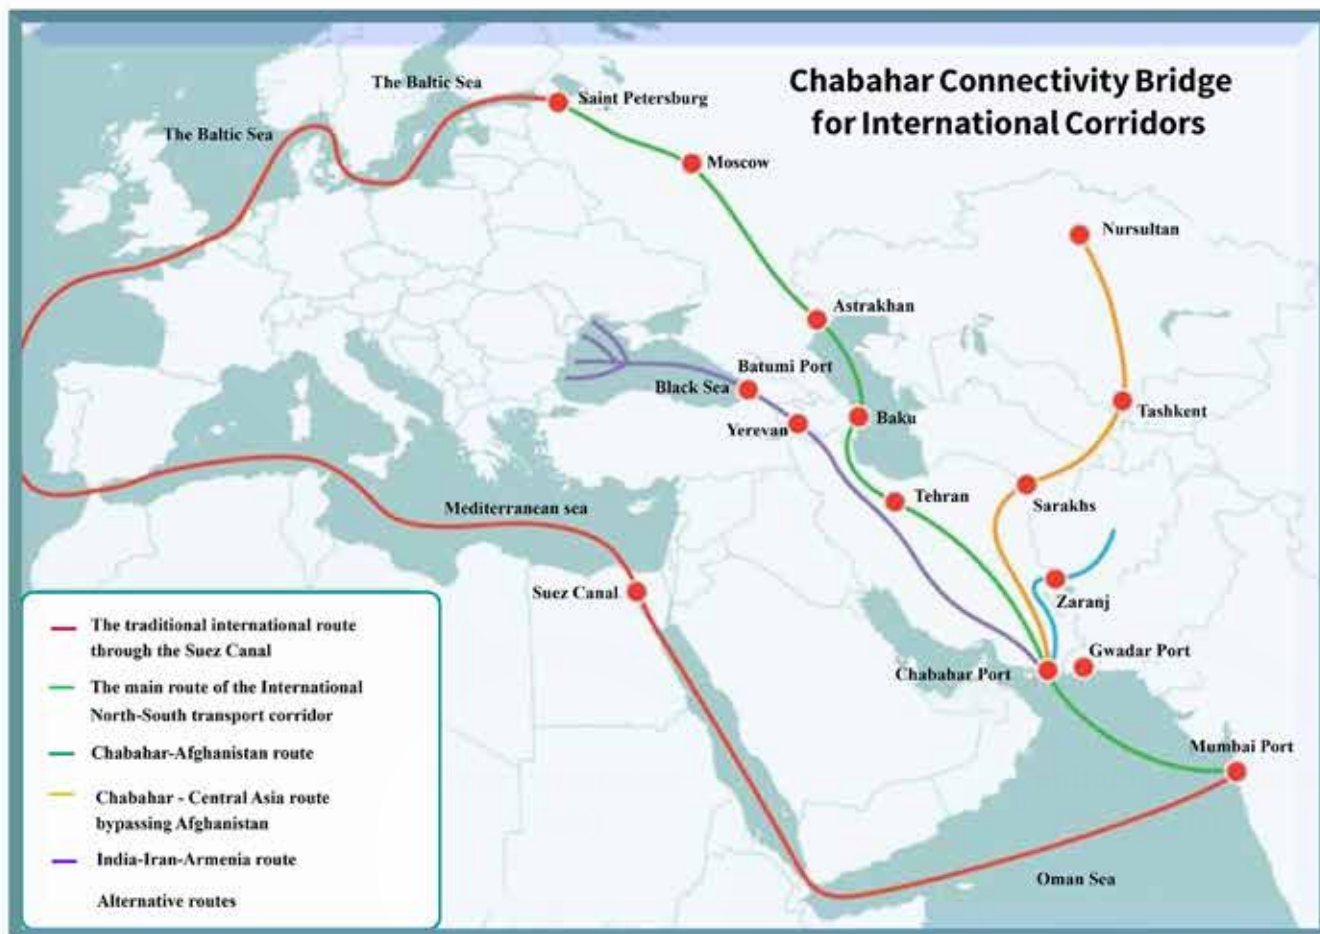 Chabahar Connectivity Bridge
for International Corridors
The Baltic Sea
The Baltic Sea
Saint Petersburg
Moscow
Nursultan
Astrakhan
Batumi Port
Black Sea
Baku
Tashkent
Yerevan
Tehran
Sarakhs
Mediterranean sea
Suez Canal
Zaranj
Gwadar Port
Chabahar Port
Mumbai Port
Oman Sea
The traditional international route
through the Suez Canal
The main route of the International
North-South transport corridor
Chabahar-Afghanistan route
Chabahar - Central Asia route
bypassing Afghanistan
India-Iran-Armenia route
Alternative routes